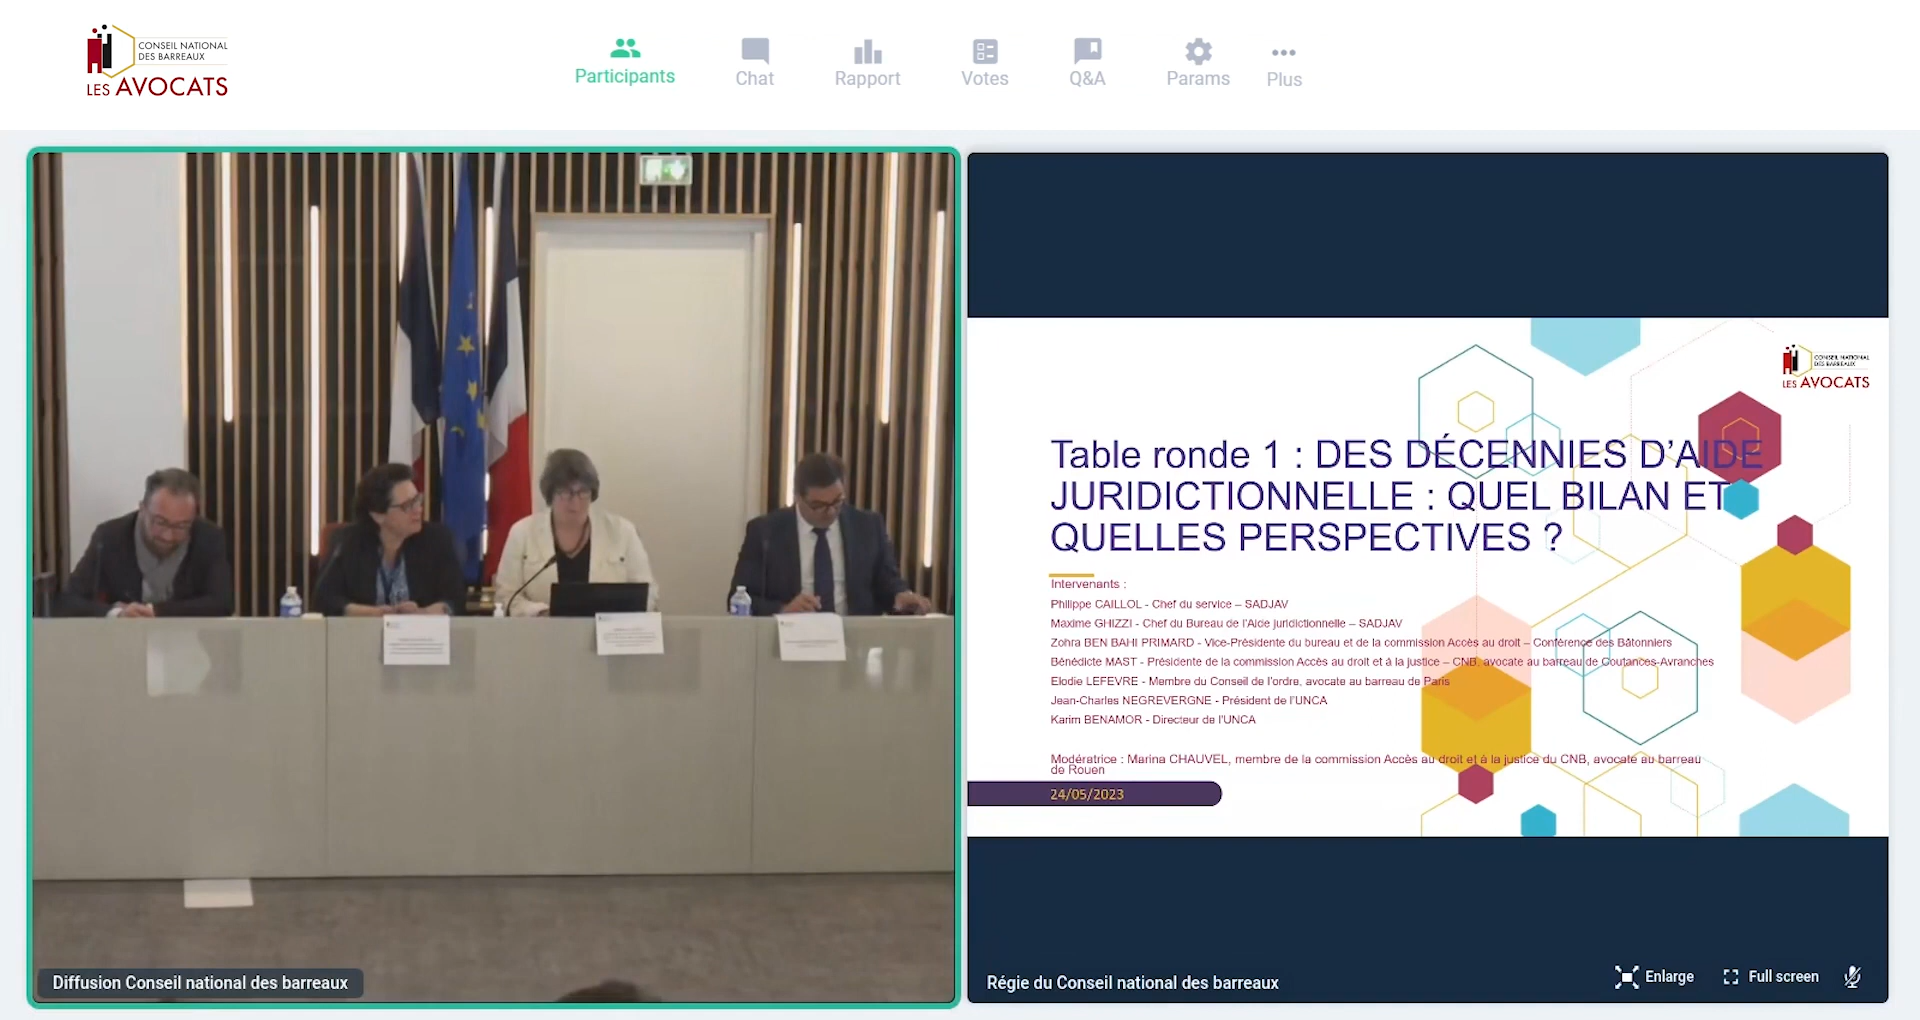 CONSEIL NATIONAL
DES BARREAUX
LES AVOCATS
Participants
Chat
Rapport
Votes
Q&A
Params
Plus
Diffusion Conseil national des barreaux
CONSEIL NATIONAL
DES BARREAUX
LES AVOCATS
Table ronde 1 : DES DÉCENNIES D’AIDE
JURIDICTIONNELLE : QUEL BILAN ET
QUELLES PERSPECTIVES ?
Intervenants :
Philippe CAILLOL - Chef du service – SADJAV
Maxime GHIZZI - Chef du Bureau de l’Aide juridictionnelle – SADJAV
Zohra BEN BAHI PRIMARD - Vice-Présidente du bureau et de la commission Accès au droit – Conférence des Bâtonniers
Bénédicte MAST - Présidente de la commission Accès au droit et à la justice – CNB, avocate au barreau de Coutances-Avranches
Elodie LEFEVRE - Membre du Conseil de l’ordre, avocate au barreau de Paris
Jean-Charles NEGREVERGNE - Président de l’UNCA
Karim BENAMOR - Directeur de l’UNCA
Modératrice : Marina CHAUVEL, membre de la commission Accès au droit et à la justice du CNB, avocate au barreau
de Rouen
24/05/2023
Régie du Conseil national des barreaux
Enlarge
Full screen